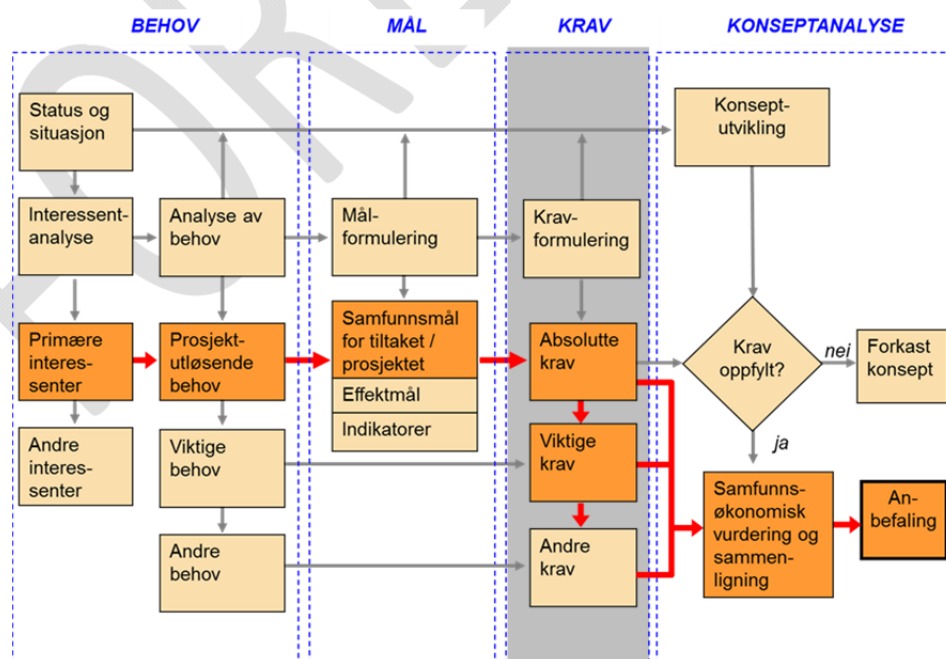 BEHOV
MÅL
KRAV
KONSEPTANALYSE
Status og
situasjon
Interessent-
analyse
Primære
interes-
senter
Andre
interes-
senter
Analyse av
behov
Prosjekt-
utløsende
behov
Viktige
behov
Andre
behov
Mål-
formulering
Samfunnsmål
for tiltaket /
prosjektet
Effektmål
Indikatorer
Krav-
formulering
Absolutte
krav
Viktige
krav
Andre
krav
Konsept-
utvikling
Krav
oppfylt?
nei
Forkast
konsept
ja
Samfunns-
økonomisk
vurdering og
sammen-
ligning
An-
befaling